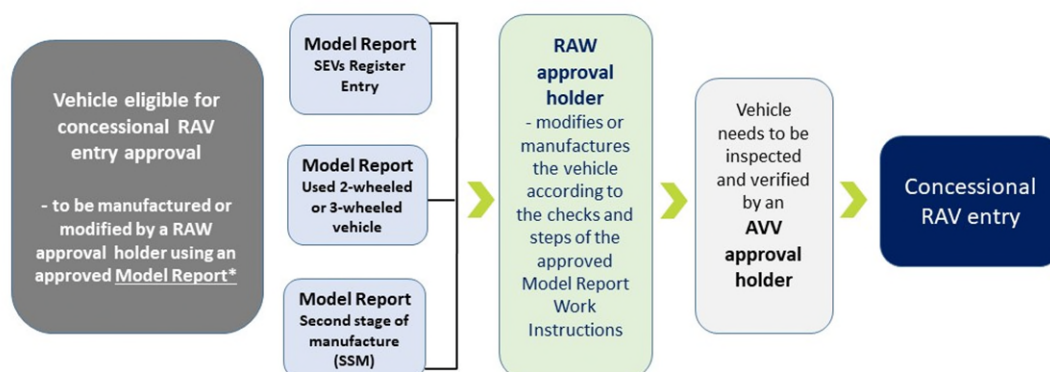 Vehicle eligible for
concessional RAV
entry approval
- to be manufactured or
modified by a RAW
approval holder using an
approved Model Report*
Model Report
SEVs Register
Entry
Model Report
Used 2-wheeled
or 3-wheeled
vehicle
Model Report
Second stage of
manufacture
(SSM)
RAW
approval
holder
- modifies or
manufactures
the vehicle
according to
the checks and
steps of the
approved
Model Report
Work
Instructions
Vehicle
needs to be
inspected
and verified
by an
AVV
approval
holder
Concessional
RAV entry